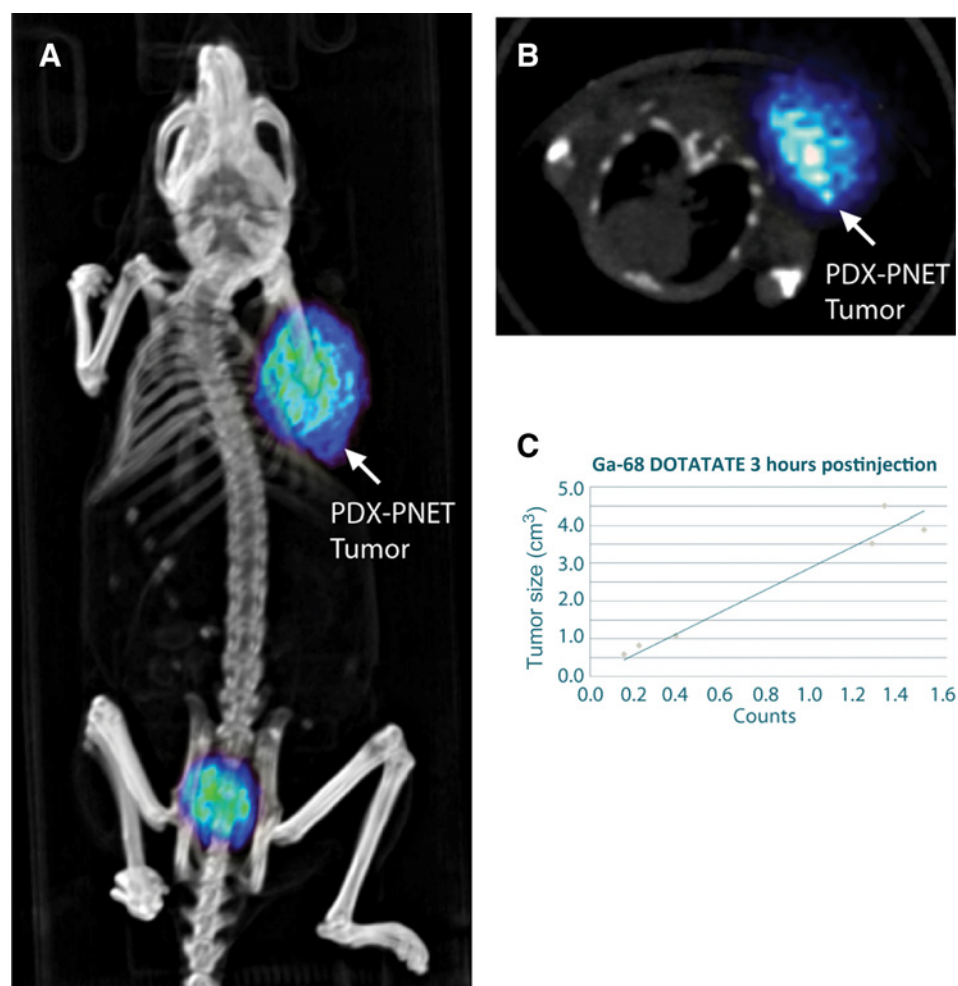 A
PDX-PNET
Tumor
B
PDX-PNET
Tumor
C
Ga-68 DOTATATE 3 hours postinjection
Tumor size (cm³)
5.0
4.0
3.0
2.0
1.0
0.0
0.0 0.2 0.4 0.6 0.8 1.0 1.2 1.4 1.6
Counts